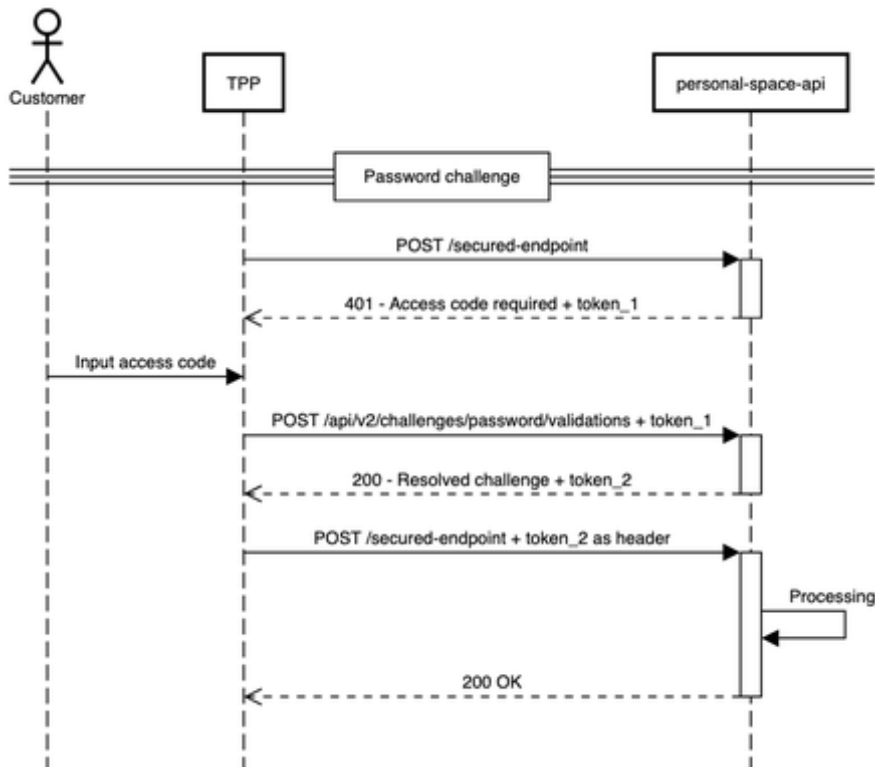 Customer
TPP
personal-space-api
Password challenge
POST /secured-endpoint
401 - Access code required + token_1
Input access code
POST /api/v2/challenges/password/validations + token_1
200 - Resolved challenge + token_2
POST /secured-endpoint + token_2 as header
Processing
200 OK